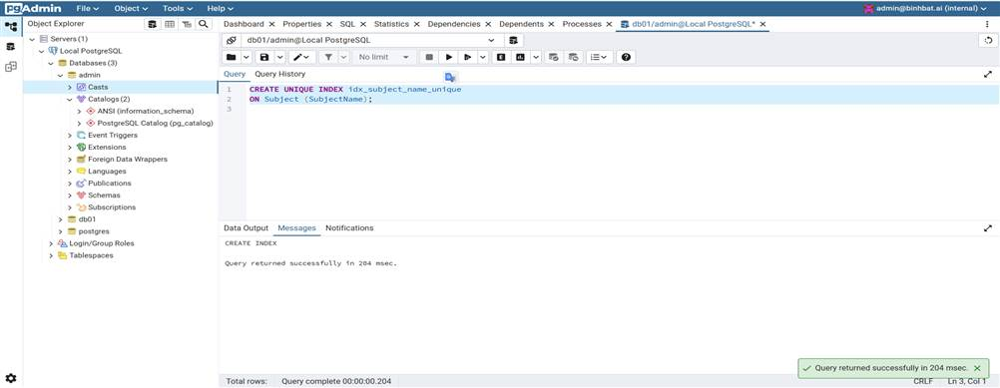 pgAdmin File Object Tools Help admin@binhbat.ai (internal)
Object Explorer
Dashboard Properties SQL Statistics Dependencies Dependents Processes db01/admin@Local PostgreSQL*
Servers (1)
Local PostgreSQL
Databases (3)
admin
Casts
Catalogs (2)
ANSI (information_schema)
PostgreSQL Catalog (pg_catalog)
Event Triggers
Extensions
Foreign Data Wrappers
Languages
Publications
Schemas
Subscriptions
db01
postgres
Login/Group Roles
Tablespaces
db01/admin@Local PostgreSQL
No limit
Query Query History
1 CREATE UNIQUE INDEX idx_subject_name_unique
2 ON Subject (SubjectName);
3
Data Output Messages Notifications
CREATE INDEX
Query returned successfully in 204 msec.
Query returned successfully in 204 msec.
Total rows: Query complete 00:00:00.204 CRLF Ln 3, Col 1